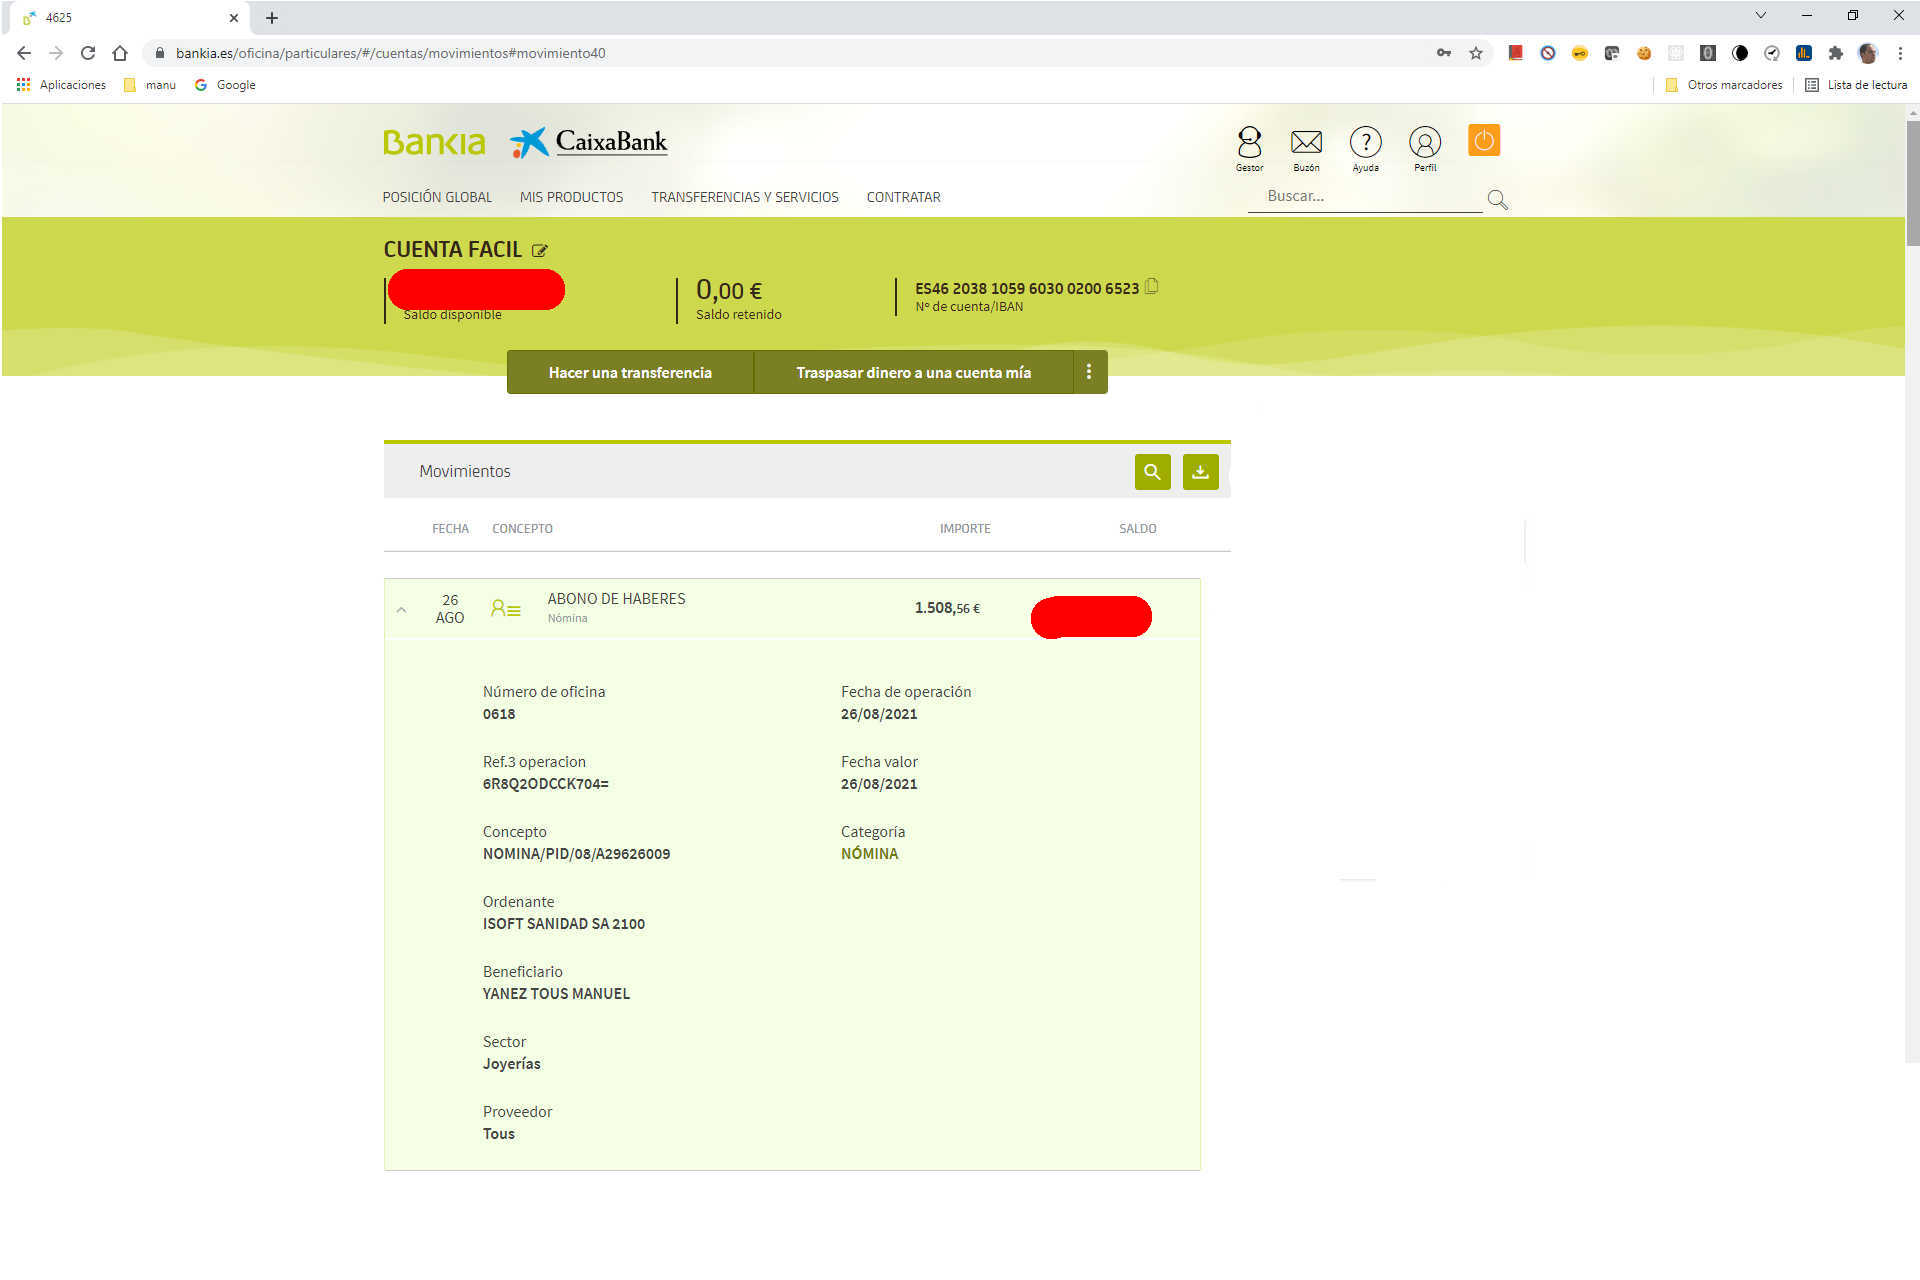 4625
bankia.es/oficina/particulares/#/cuentas/movimientos#movimiento40
Aplicaciones manu Google Otros marcadores Lista de lectura
Bankia CaixaBank
Gestor Buzón Ayuda Perfil
POSICIÓN GLOBAL MIS PRODUCTOS TRANSFERENCIAS Y SERVICIOS CONTRATAR Buscar...
CUENTA FACIL
0,00 € ES46 2038 1059 6030 0200 6523
Saldo disponible Saldo retenido Nº de cuenta/IBAN
Hacer una transferencia Traspasar dinero a una cuenta mía
Movimientos
FECHA CONCEPTO IMPORTE SALDO
26 AGO ABONO DE HABERES 1.508,56 €
Nómina
Número de oficina Fecha de operación
0618 26/08/2021
Ref.3 operacion Fecha valor
6R8Q2ODCCK704= 26/08/2021
Concepto Categoría
NOMINA/PID/08/A29626009 NÓMINA
Ordenante
ISOFT SANIDAD SA 2100
Beneficiario
YANEZ TOUS MANUEL
Sector
Joyerías
Proveedor
Tous